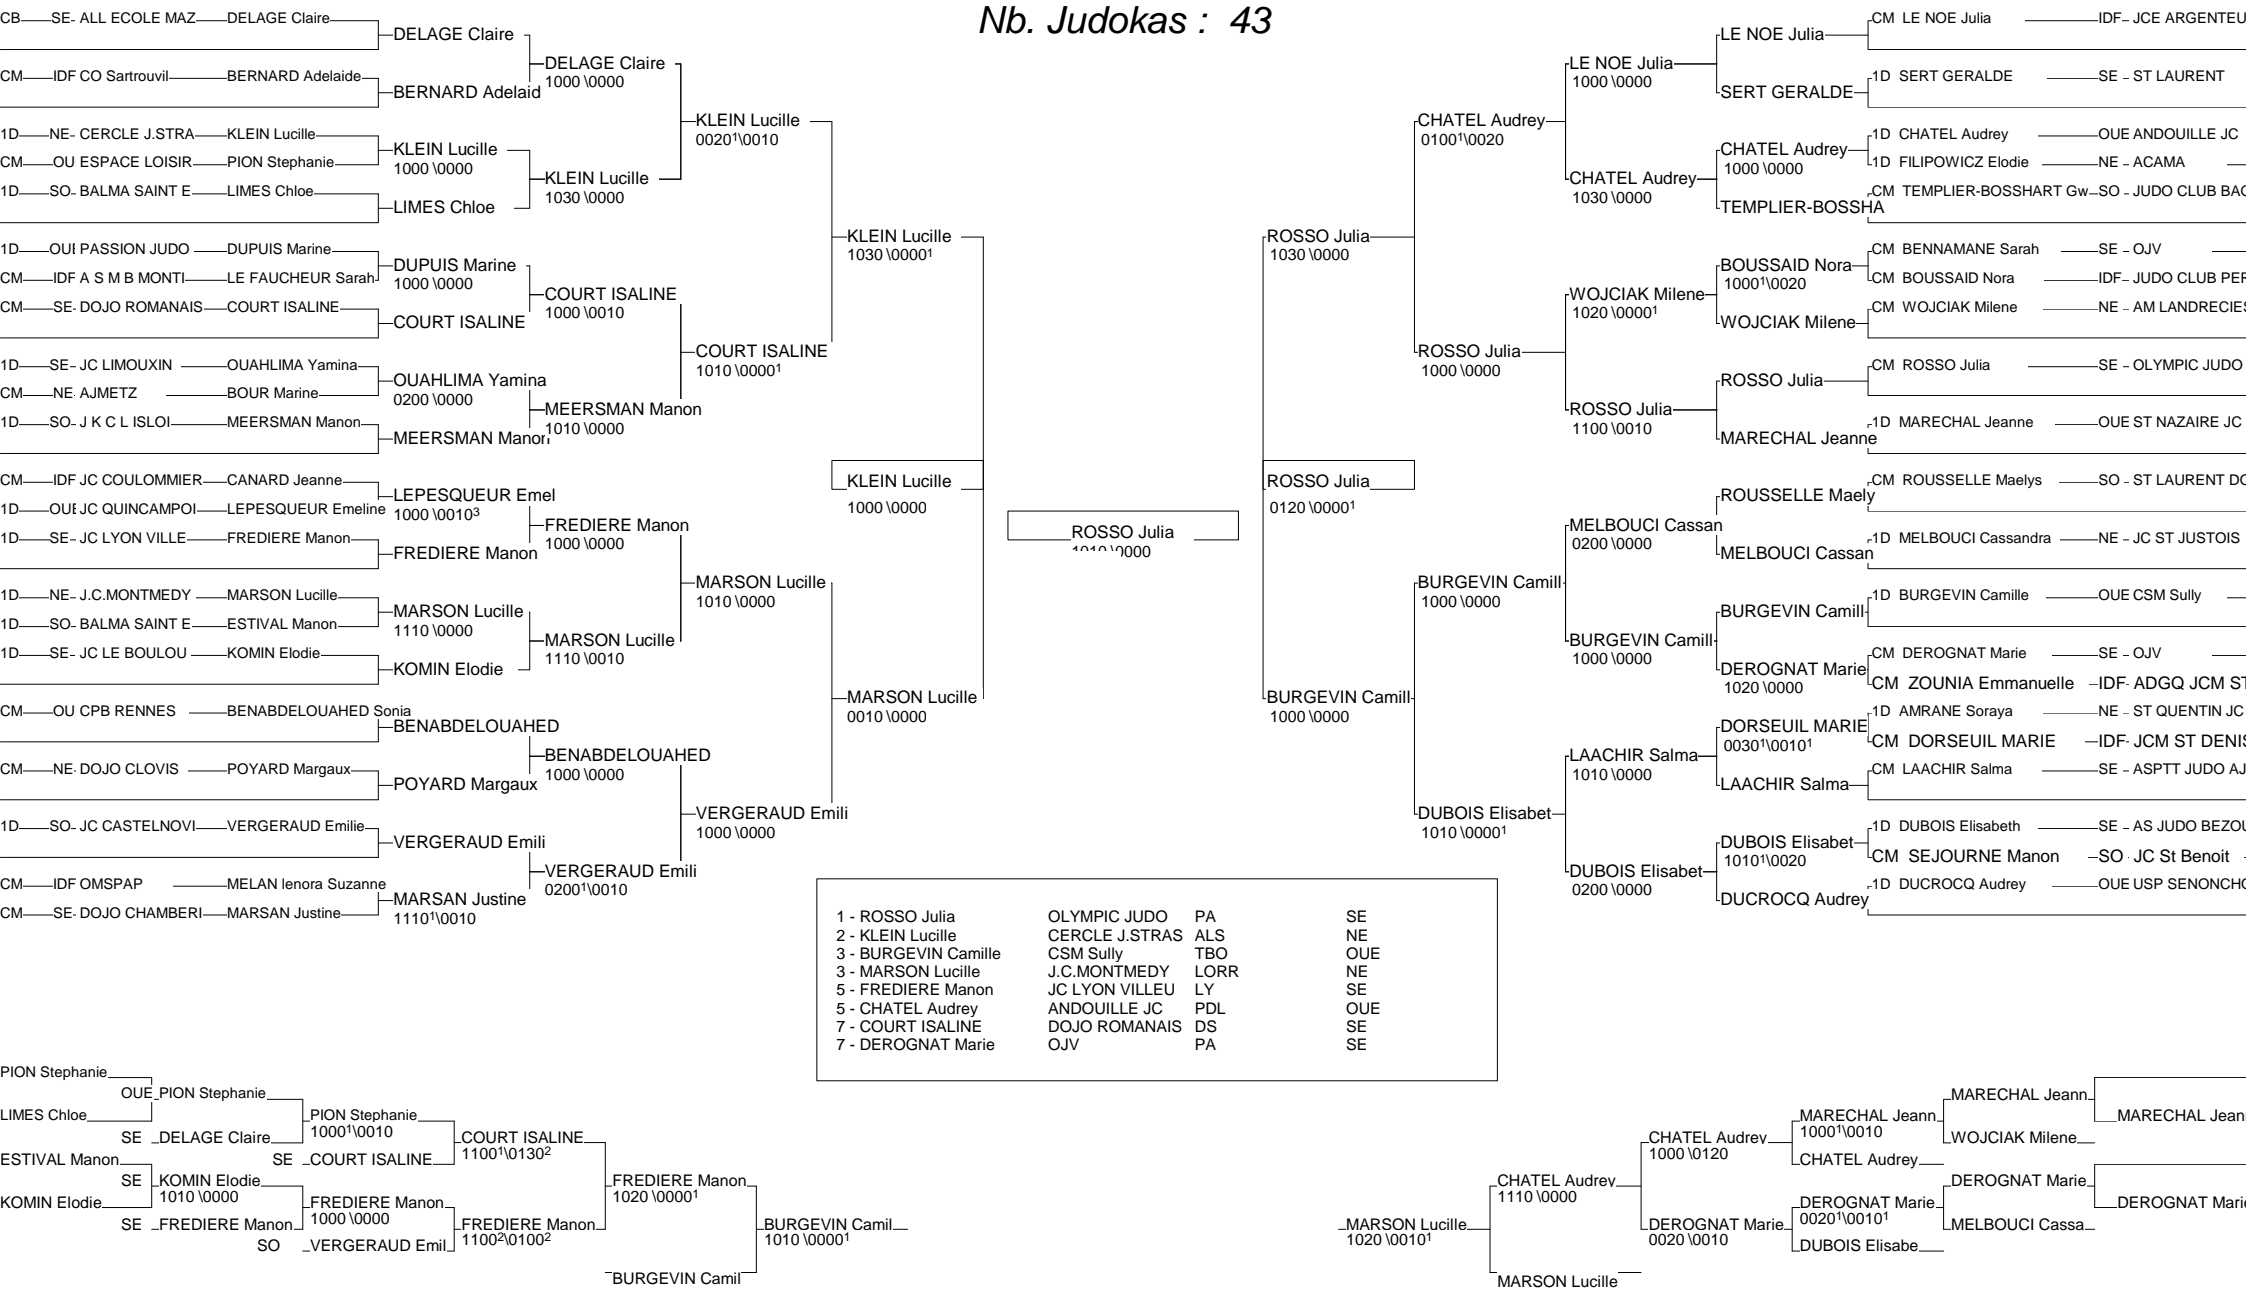 Nb. Judokas :  43
CB SE- ALL ECOLE MAZ DELAGE Claire
CM IDF CO Sartrouvil BERNARD Adelaide
1D NE- CERCLE J.STRA KLEIN Lucille
CM OU ESPACE LOISIR PION Stephanie
1D SO- BALMA SAINT E LIMES Chloe
1D OUI PASSION JUDO DUPUIS Marine
CM IDF A S M B MONTI LE FAUCHEUR Sarah
CM SE- DOJO ROMANAIS COURT ISALINE
1D SE- JC LIMOUXIN OUAHLIMA Yamina
CM NE- AJMETZ BOUR Marine
1D SO- J K C L ISLOI MEERSMAN Manon
CM IDF JC COULOMMIER CANARD Jeanne
1D OUE JC QUINCAMPOI LEPESQUEUR Emeline
1D SE- JC LYON VILLE FREDIERE Manon
1D NE- J.C.MONTMEDY MARSON Lucille
1D SO- BALMA SAINT E ESTIVAL Manon
1D SE- JC LE BOULOU KOMIN Elodie
CM OU CPB RENNES BENABDELOUAHED Sonia
CM NE- DOJO CLOVIS POYARD Margaux
1D SO- JC CASTELNOVI VERGERAUD Emilie
CM IDF OMSPAP MELAN lenora Suzanne
CM SE- DOJO CHAMBERI MARSAN Justine
DELAGE Claire
BERNARD Adelaid
KLEIN Lucille
1000 \0000
LIMES Chloe
DUPUIS Marine
1000 \0000
COURT ISALINE
OUAHLIMA Yamina
0200 \0000
MEERSMAN Manon
LEPESQUEUR Emel
1000 \0010³
FREDIERE Manon
MARSON Lucille
1110 \0000
KOMIN Elodie
BENABDELOUAHED
POYARD Margaux
VERGERAUD Emili
MARSAN Justine
1110¹\0010
DELAGE Claire
1000 \0000
KLEIN Lucille
1030 \0000
COURT ISALINE
1000 \0010
MEERSMAN Manon
1010 \0000
FREDIERE Manon
1000 \0000
MARSON Lucille
1110 \0010
BENABDELOUAHED
1000 \0000
VERGERAUD Emili
0200¹\0010
KLEIN Lucille
0020¹\0010
COURT ISALINE
1010 \0000¹
MARSON Lucille
1010 \0000
VERGERAUD Emili
1000 \0000
KLEIN Lucille
1030 \0000¹
MARSON Lucille
0010 \0000
KLEIN Lucille
1000 \0000
ROSSO Julia
1010 \0000
ROSSO Julia
0120 \0000¹
ROSSO Julia
1030 \0000
BURGEVIN Camill
1000 \0000
CHATEL Audrey
0100¹\0020
ROSSO Julia
1000 \0000
BURGEVIN Camill
1000 \0000
DUBOIS Elisabet
1010 \0000¹
LE NOE Julia
1000 \0000
CHATEL Audrey
1030 \0000
WOJCIAK Milene
1020 \0000¹
ROSSO Julia
1100 \0010
MELBOUCI Cassan
0200 \0000
BURGEVIN Camill
1000 \0000
LAACHIR Salma
1010 \0000
DUBOIS Elisabet
0200 \0000
LE NOE Julia
SERT GERALDE
CHATEL Audrey
1000 \0000
TEMPLIER-BOSSHA
BOUSSAID Nora
1000¹\0020
WOJCIAK Milene
ROSSO Julia
MARECHAL Jeanne
ROUSSELLE Maely
MELBOUCI Cassan
BURGEVIN Camill
DEROGNAT Marie
1020 \0000
DORSEUIL MARIE
0030¹\0010¹
LAACHIR Salma
DUBOIS Elisabet
1010¹\0020
DUCROCQ Audrey
CM LE NOE Julia IDF- JCE ARGENTEU
1D SERT GERALDE SE - ST LAURENT
1D CHATEL Audrey OUE ANDOUILLE JC
1D FILIPOWICZ Elodie NE - ACAMA
CM TEMPLIER-BOSSHART Gw SO - JUDO CLUB BAC
CM BENNAMANE Sarah SE - OJV
CM BOUSSAID Nora IDF- JUDO CLUB PER
CM WOJCIAK Milene NE - AM LANDRECIES
CM ROSSO Julia SE - OLYMPIC JUDO
1D MARECHAL Jeanne OUE ST NAZAIRE JC
CM ROUSSELLE Maelys SO - ST LAURENT DO
1D MELBOUCI Cassandra NE - JC ST JUSTOIS
1D BURGEVIN Camille OUE CSM Sully
CM DEROGNAT Marie SE - OJV
CM ZOUNIA Emmanuelle IDF- ADGQ JCM ST
1D AMRANE Soraya NE - ST QUENTIN JC
CM DORSEUIL MARIE IDF- JCM ST DENIS
CM LAACHIR Salma SE - ASPTT JUDO AJ
1D DUBOIS Elisabeth SE - AS JUDO BEZOU
CM SEJOURNE Manon SO - JC St Benoit
1D DUCROCQ Audrey OUE USP SENONCHO
1 - ROSSO Julia OLYMPIC JUDO PA SE
2 - KLEIN Lucille CERCLE J.STRAS ALS NE
3 - BURGEVIN Camille CSM Sully TBO OUE
3 - MARSON Lucille J.C.MONTMEDY LORR NE
5 - FREDIERE Manon JC LYON VILLEU LY SE
5 - CHATEL Audrey ANDOUILLE JC PDL OUE
7 - COURT ISALINE DOJO ROMANAIS DS SE
7 - DEROGNAT Marie OJV PA SE
PION Stephanie
LIMES Chloe
ESTIVAL Manon
KOMIN Elodie
OUE PION Stephanie
SE DELAGE Claire
SE KOMIN Elodie
1010 \0000
SE FREDIERE Manon
PION Stephanie
1000¹\0010
SE COURT ISALINE
FREDIERE Manon
1000 \0000
SO VERGERAUD Emil
COURT ISALINE
1100¹\0130²
FREDIERE Manon
1100²\0100²
FREDIERE Manon
1020 \0000¹
BURGEVIN Camil
BURGEVIN Camil
1010 \0000¹
MARSON Lucille
1020 \0010¹
CHATEL Audrey
1110 \0000
MARSON Lucille
CHATEL Audrey
1000 \0120
DEROGNAT Marie
0020 \0010
MARECHAL Jeann
1000¹\0010
CHATEL Audrey
DEROGNAT Marie
0020¹\0010¹
DUBOIS Elisabe
MARECHAL Jeann
WOJCIAK Milene
DEROGNAT Marie
MELBOUCI Cassa
MARECHAL Jean
DEROGNAT Marie